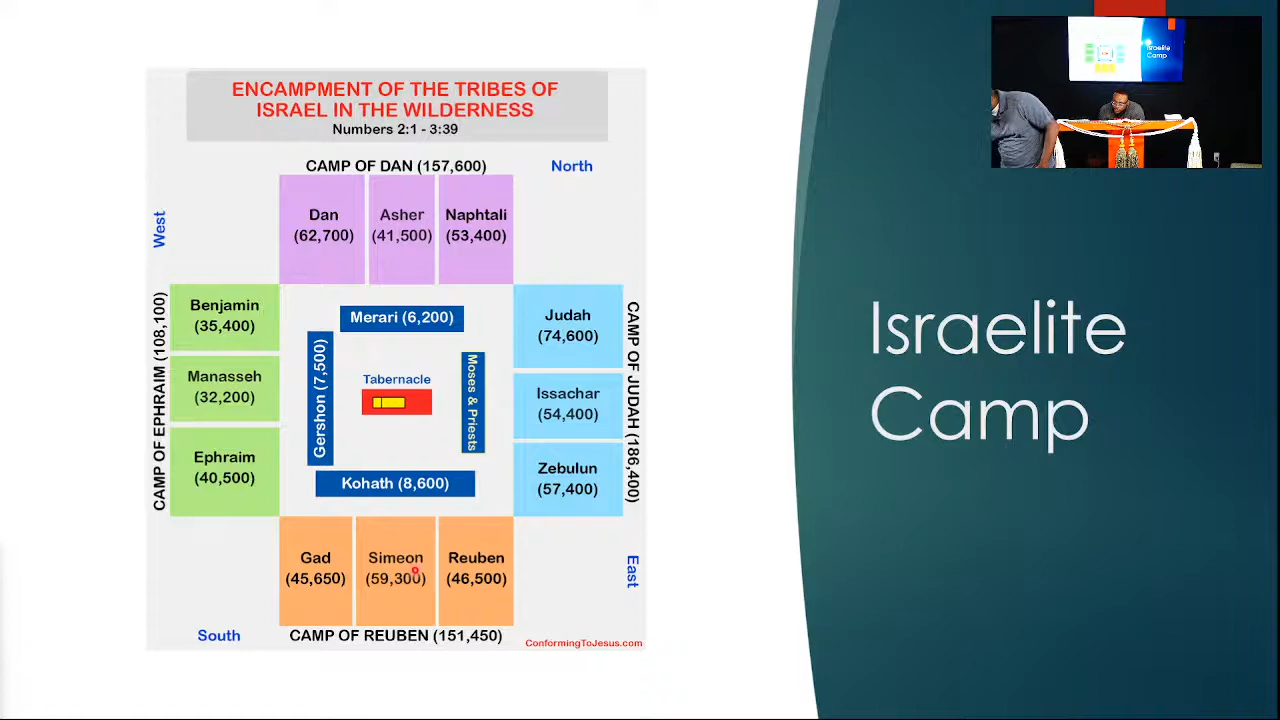 ENCAMPMENT OF THE TRIBES OF
ISRAEL IN THE WILDERNESS
Numbers 2:1 - 3:39
CAMP OF DAN (157,600)
North
West
Dan
(62,700)
Asher
(41,500)
Naphtali
(53,400)
CAMP OF EPHRAIM (108,100)
Benjamin
(35,400)
Manasseh
(32,200)
Ephraim
(40,500)
Merari (6,200)
Gershon (7,500)
Tabernacle
Moses & Priests
Kohath (8,600)
Judah
(74,600)
Issachar
(54,400)
Zebulun
(57,400)
CAMP OF JUDAH (186,400)
Gad
(45,650)
Simeon
(59,300)
Reuben
(46,500)
East
South
CAMP OF REUBEN (151,450)
ConformingToJesus.com
Israelite
Camp
Israelite
Camp